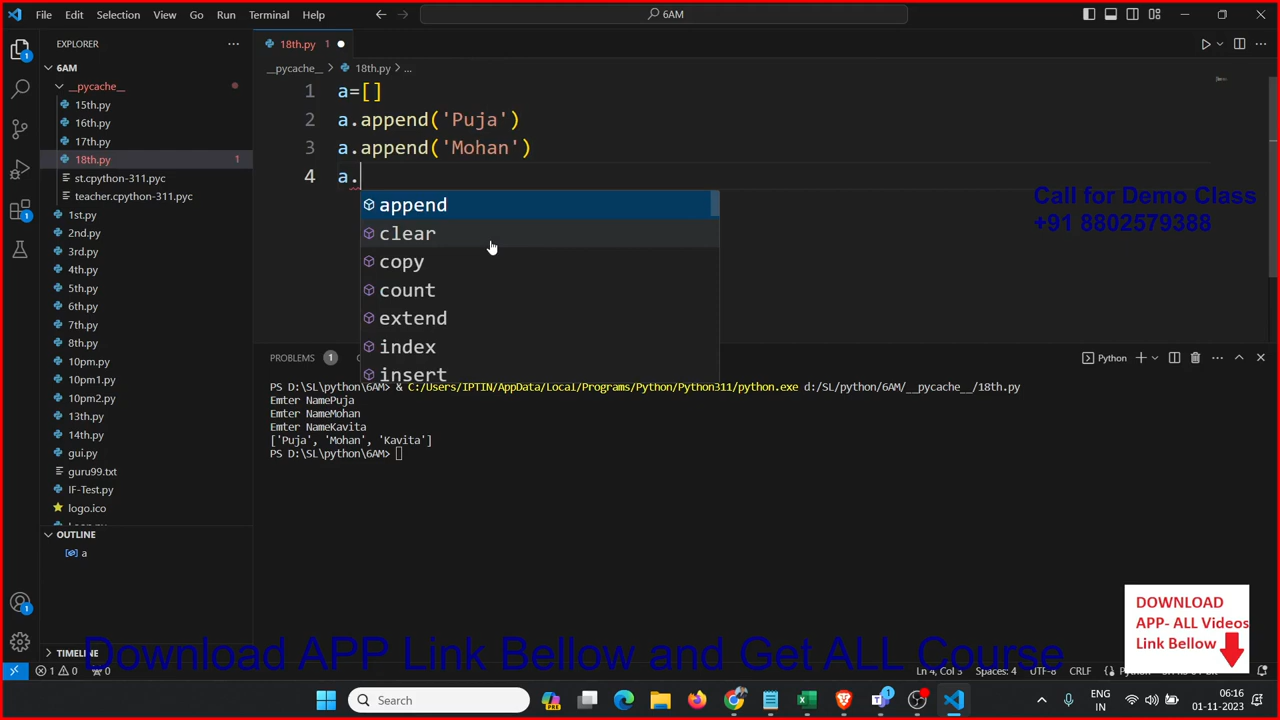 File Edit Selection View Go Run Terminal Help
6AM
EXPLORER
6AM
__pycache__
15th.py
16th.py
17th.py
18th.py 1
st.cpython-311.pyc
teacher.cpython-311.pyc
1st.py
2nd.py
3rd.py
4th.py
5th.py
6th.py
7th.py
8th.py
10pm.py
10pm1.py
10pm2.py
13th.py
14th.py
gui.py
guru99.txt
IF-Test.py
logo.ico
OUTLINE
a
TIMELINE
18th.py 1
__pycache__ > 18th.py > ...
1 a=[]
2 a.append('Puja')
3 a.append('Mohan')
4 a.
append
clear
copy
count
extend
index
insert
Call for Demo Class
+91 8802579388
PROBLEMS 1
Python
PS D:\SL\python\6AM> & C:/Users/IPTIN/AppData/Local/Programs/Python/Python311/python.exe d:/SL/python/6AM/__pycache__/18th.py
Emter NamePuja
Emter NameMohan
Emter NameKavita
['Puja', 'Mohan', 'Kavita']
PS D:\SL\python\6AM>
DOWNLOAD
APP- ALL Videos
Link Bellow
Download APP Link Bellow and Get ALL Course
1 0 0
Ln 4, Col 3 Spaces: 4 UTF-8 CRLF
Search
ENG
IN
06:16
01-11-2023